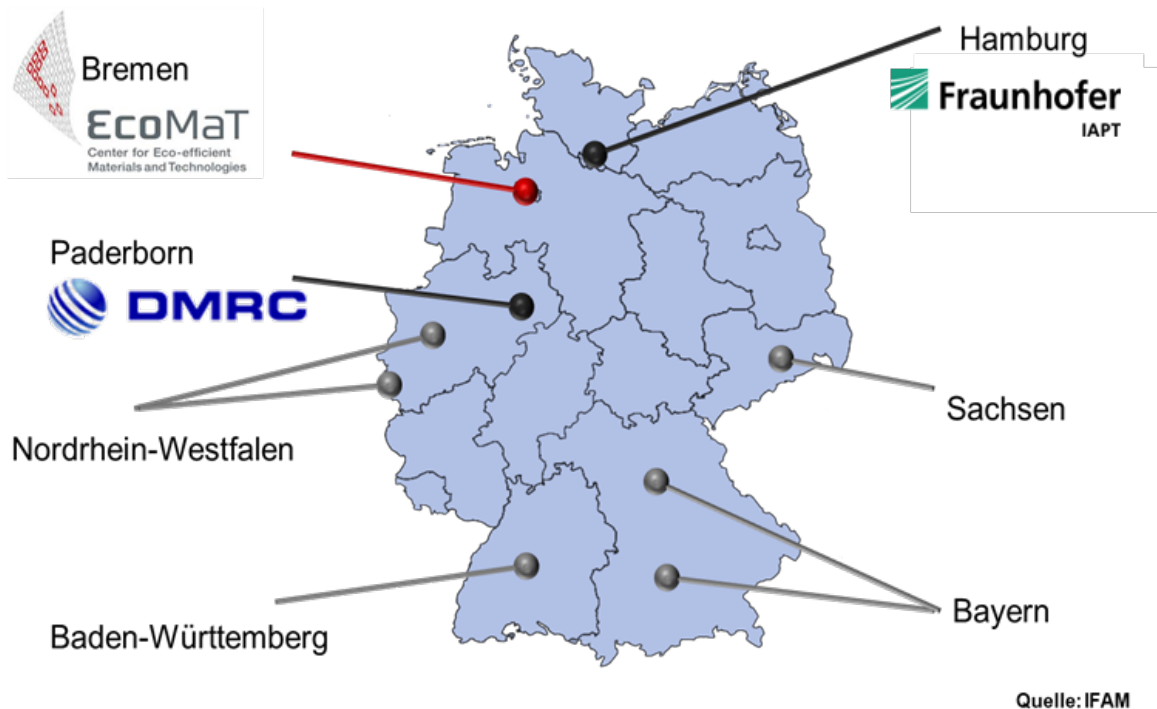 Bremen
EcoMaT
Center for Eco-efficient
Materials and Technologies
Hamburg
Fraunhofer
IAPT
Paderborn
DMRC
Nordrhein-Westfalen
Sachsen
Baden-Württemberg
Bayern
Quelle: IFAM